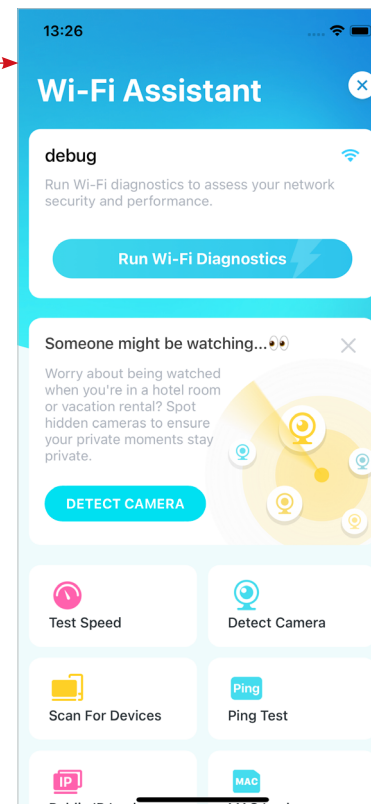 13:26
Wi-Fi Assistant
debug
Run Wi-Fi diagnostics to assess your network
security and performance.
Run Wi-Fi Diagnostics
Someone might be watching...👀
Worry about being watched
when you're in a hotel room
or vacation rental? Spot
hidden cameras to ensure
your private moments stay
private.
DETECT CAMERA
Test Speed
Detect Camera
Scan For Devices
Ping
Ping Test
IP
MAC